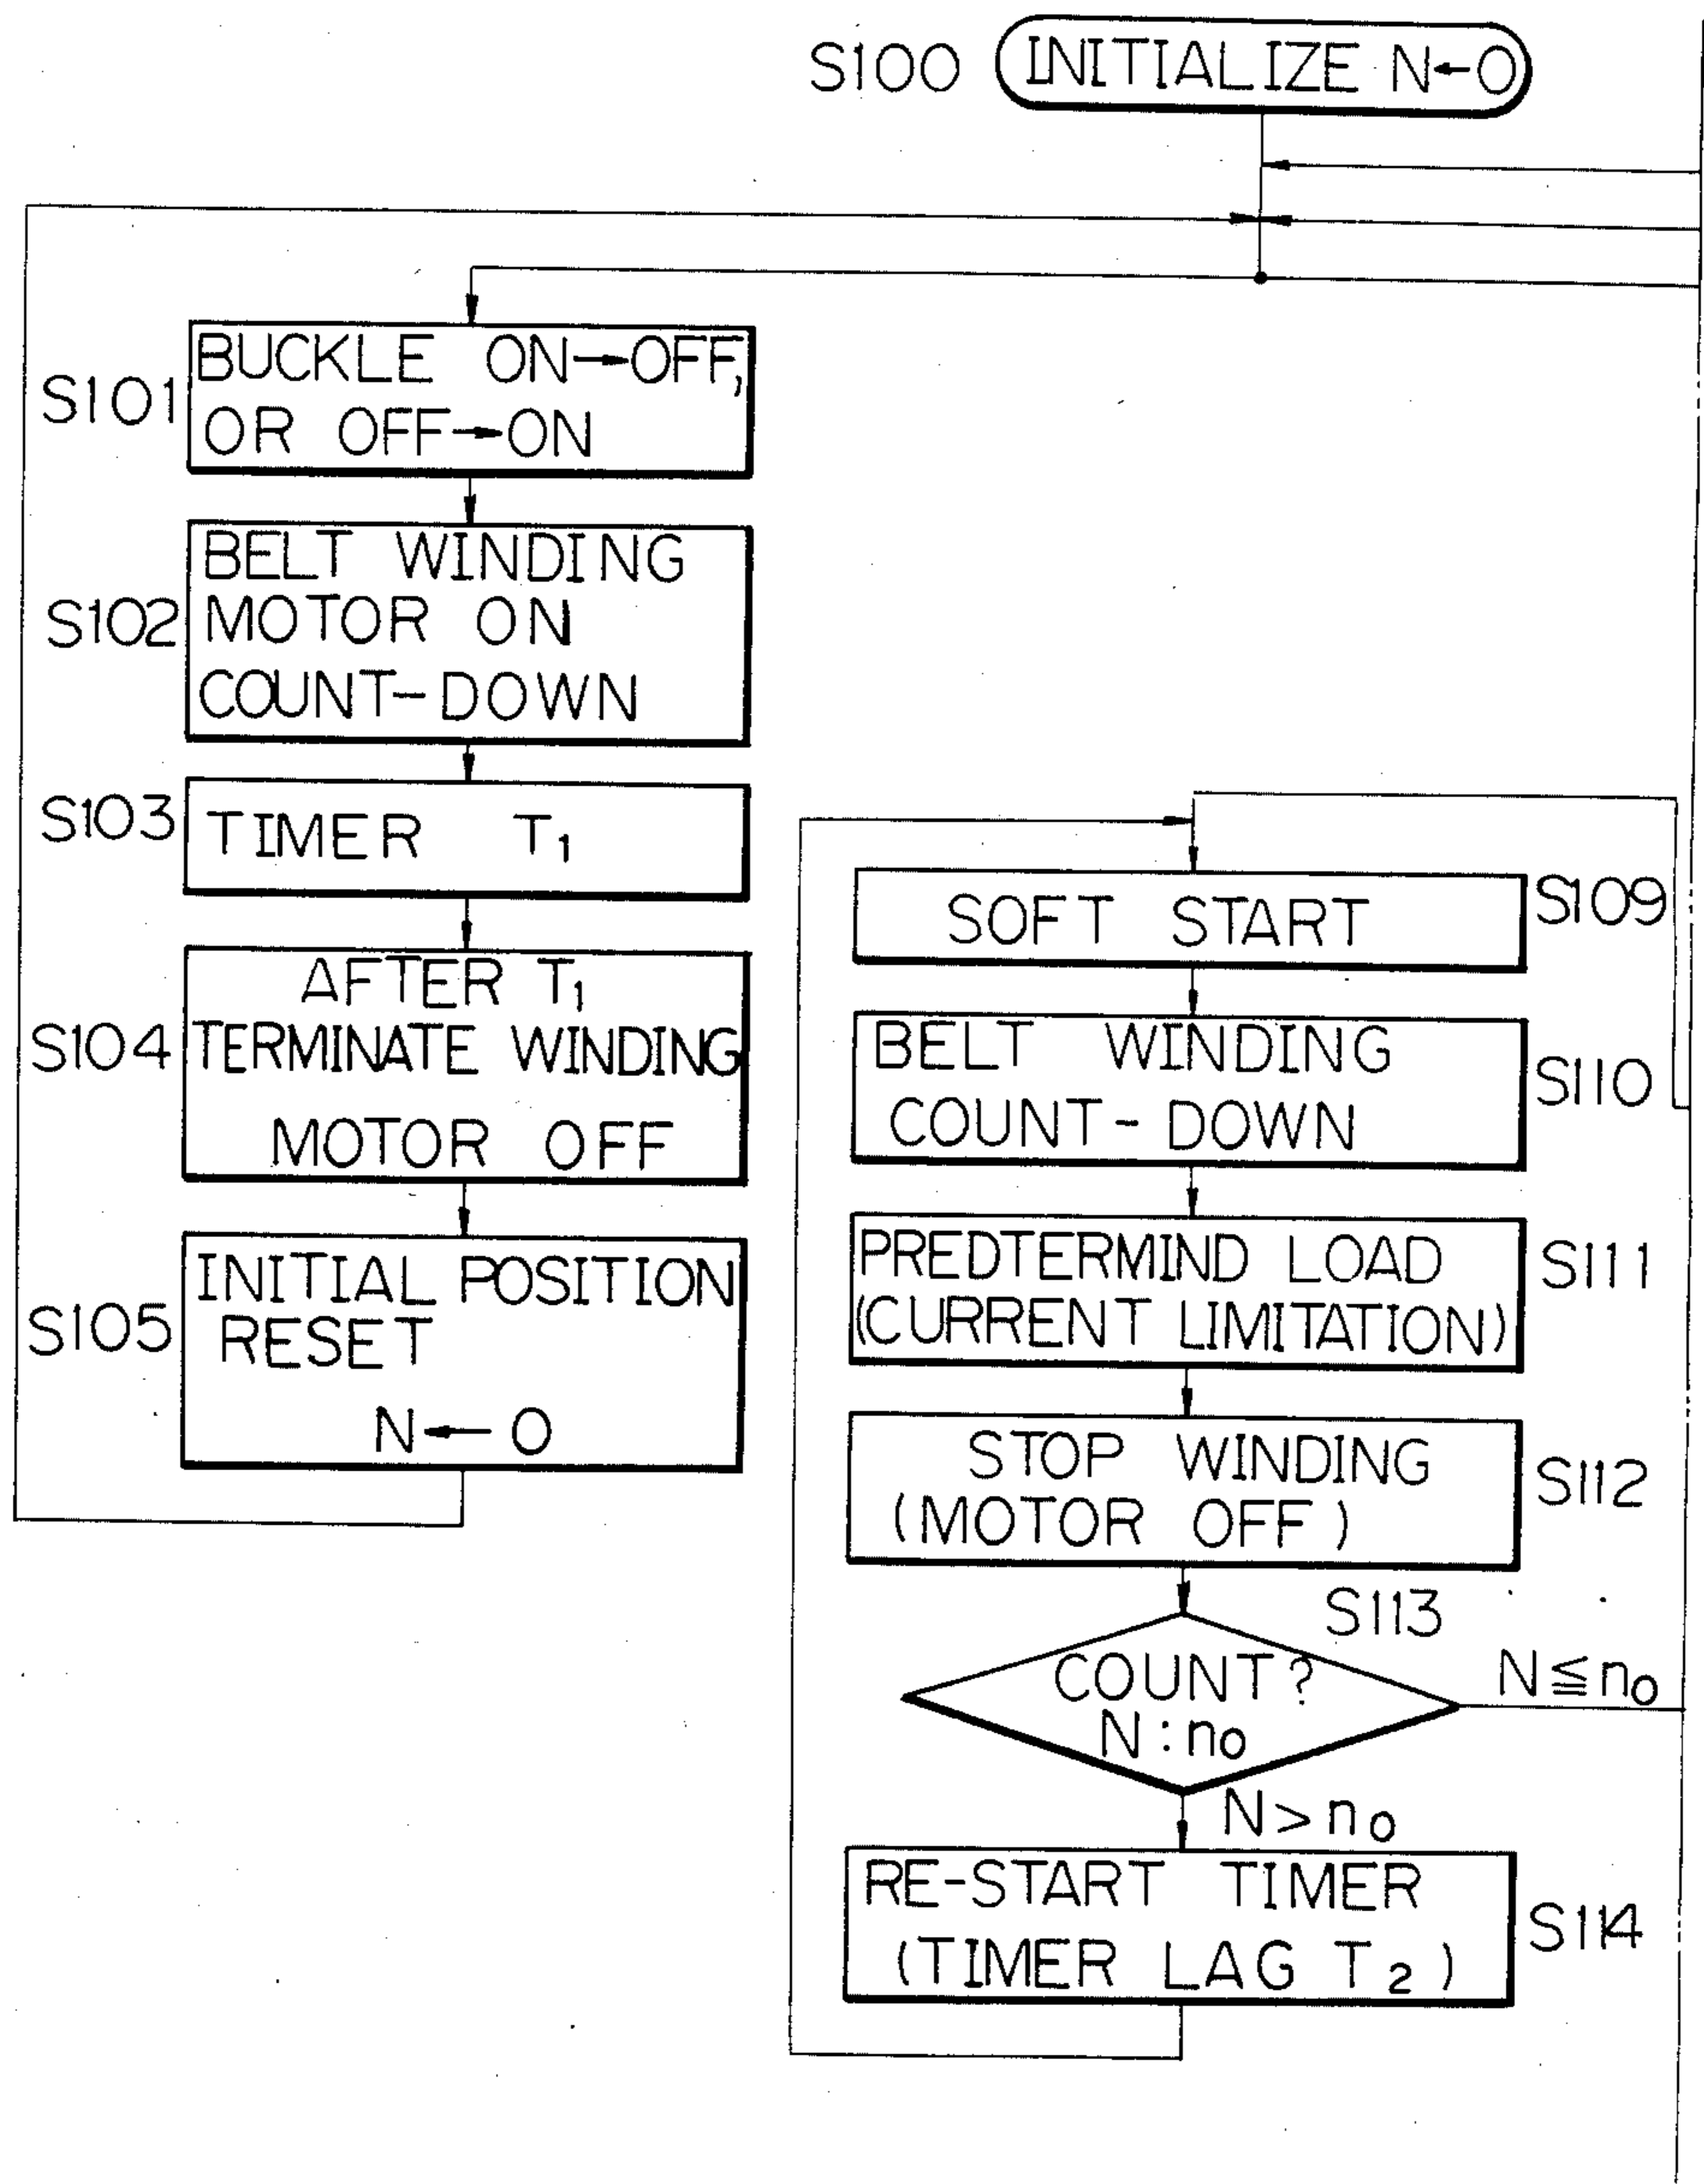 S100 INITIALIZE N←O
S101
BUCKLE ON→OFF,
OR OFF→ON
S102
BELT WINDING
MOTOR ON
COUNT-DOWN
S103
TIMER T1
S104
AFTER T1
TERMINATE WINDING
MOTOR OFF
S105
INITIAL POSITION
RESET
N←O
SOFT START
S109
BELT WINDING
COUNT-DOWN
S110
PREDTERMIND LOAD
(CURRENT LIMITATION)
S111
STOP WINDING
(MOTOR OFF)
S112
S113
COUNT?
N:n0
N≦n0
N>n0
RE-START TIMER
(TIMER LAG T2)
S114